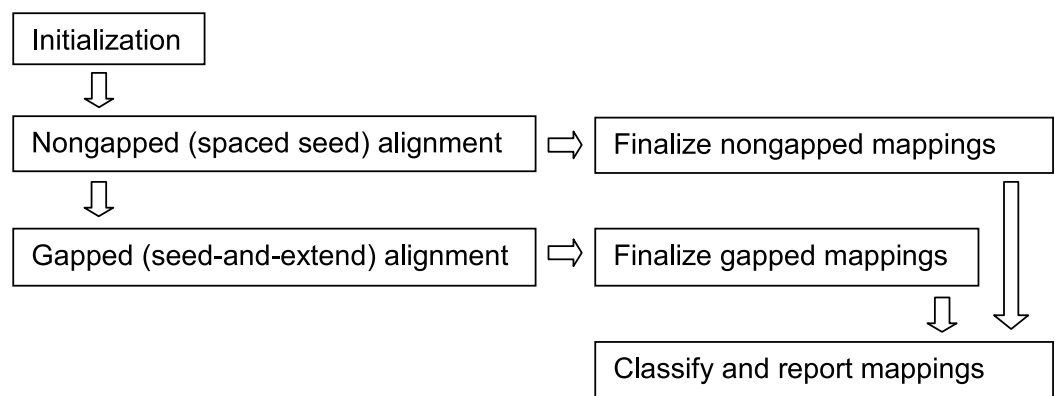 Initialization
Nongapped (spaced seed) alignment
Finalize nongapped mappings
Gapped (seed-and-extend) alignment
Finalize gapped mappings
Classify and report mappings